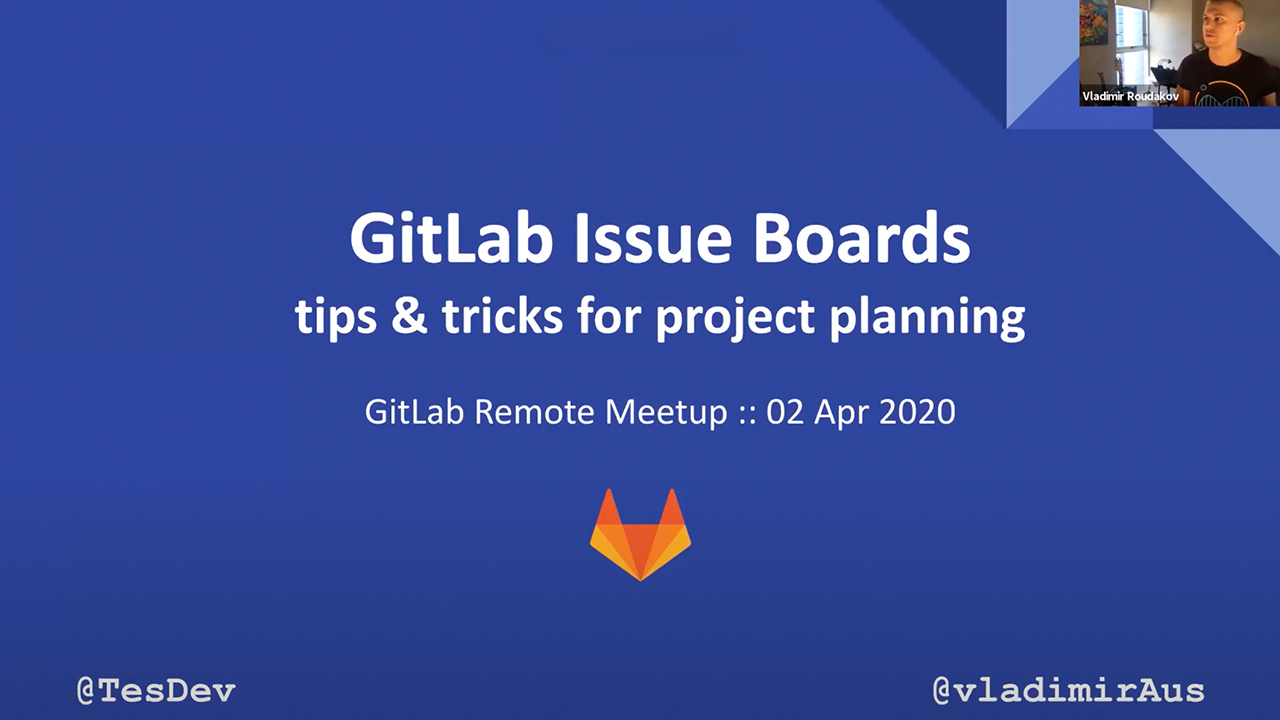 Vladimir Roudakov
GitLab Issue Boards
tips & tricks for project planning
GitLab Remote Meetup :: 02 Apr 2020
@TesDev
@vladimirAus